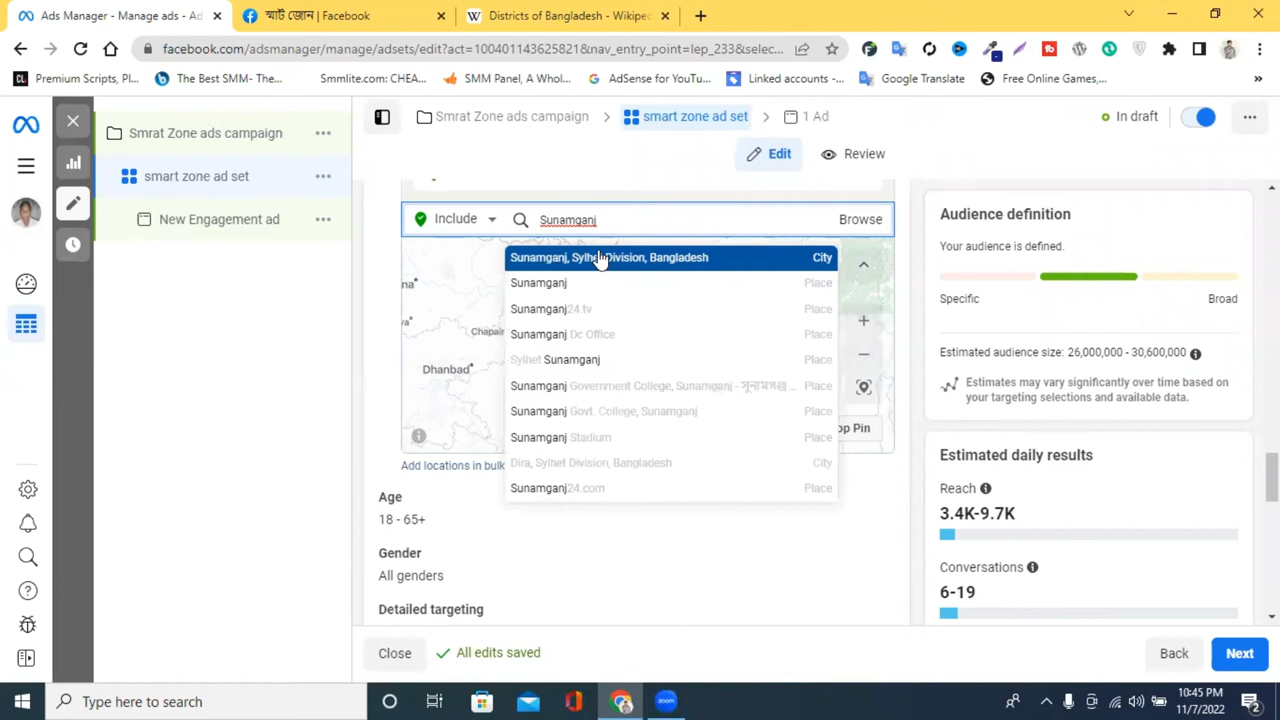 Ads Manager - Manage ads - Ad
স্মার্ট জোন | Facebook
Districts of Bangladesh - Wikiped
facebook.com/adsmanager/manage/adsets/edit?act=100401143625821&nav_entry_point=lep_233&selec...
Premium Scripts, Pl...
The Best SMM- The...
Smmlite.com: CHEA...
SMM Panel, A Whol...
AdSense for YouTu...
Linked accounts -...
Google Translate
Free Online Games,...
»
Smrat Zone ads campaign
smart zone ad set
New Engagement ad
Smrat Zone ads campaign
smart zone ad set
1 Ad
In draft
Edit
Review
Include
Sunamganj
Browse
Sunamganj, Sylhet Division, Bangladesh City
Sunamganj Place
Sunamganj24.tv Place
Sunamganj Dc Office Place
Sylhet Sunamganj Place
Sunamganj Government College, Sunamganj - সুনামগঞ্জ ... Place
Sunamganj Govt. College, Sunamganj Place
Sunamganj Stadium Place
Dira, Sylhet Division, Bangladesh City
Sunamganj24.com Place
Chapain
Dhanbad
op Pin
Add locations in bulk
Age
18 - 65+
Gender
All genders
Detailed targeting
Audience definition
Your audience is defined.
Specific
Broad
Estimated audience size: 26,000,000 - 30,600,000
Estimates may vary significantly over time based on
your targeting selections and available data.
Estimated daily results
Reach
3.4K-9.7K
Conversations
6-19
Close
All edits saved
Back
Next
Type here to search
10:45 PM
11/7/2022
2